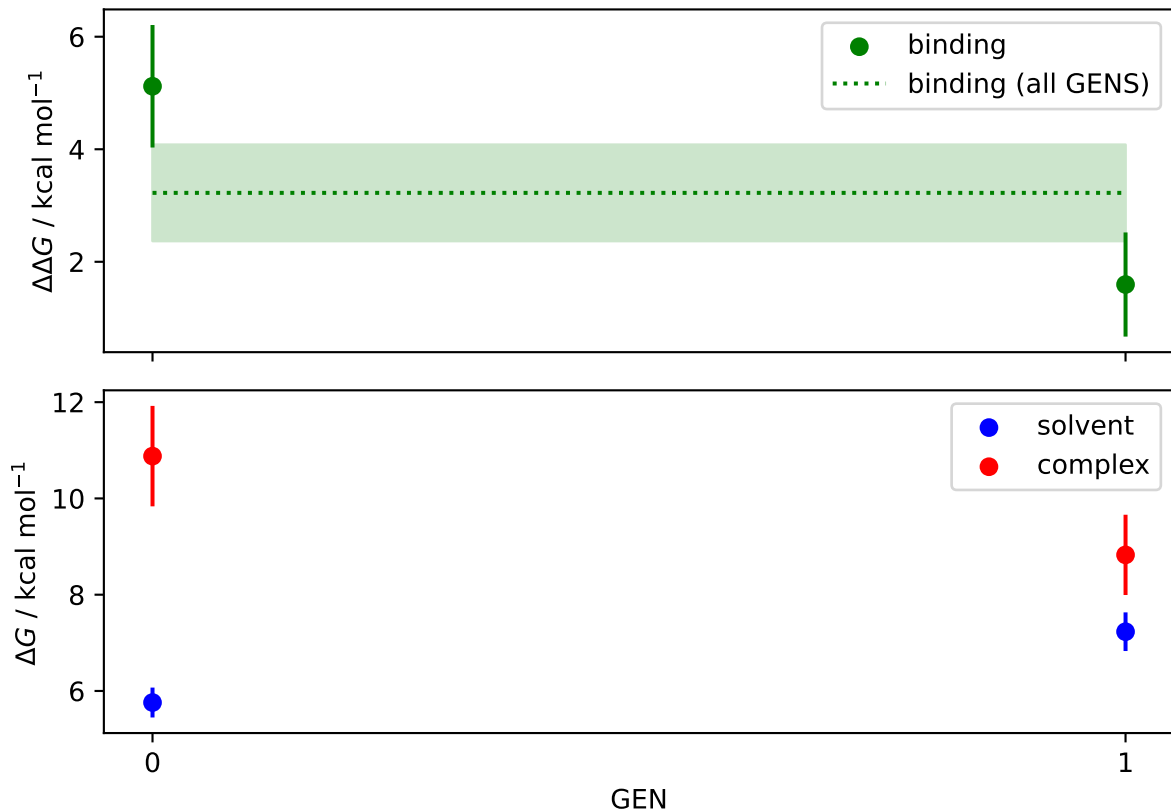 6
4
2
ΔΔG / kcal mol⁻¹
binding
binding (all GENS)
12
10
8
6
ΔG / kcal mol⁻¹
solvent
complex
0
1
GEN